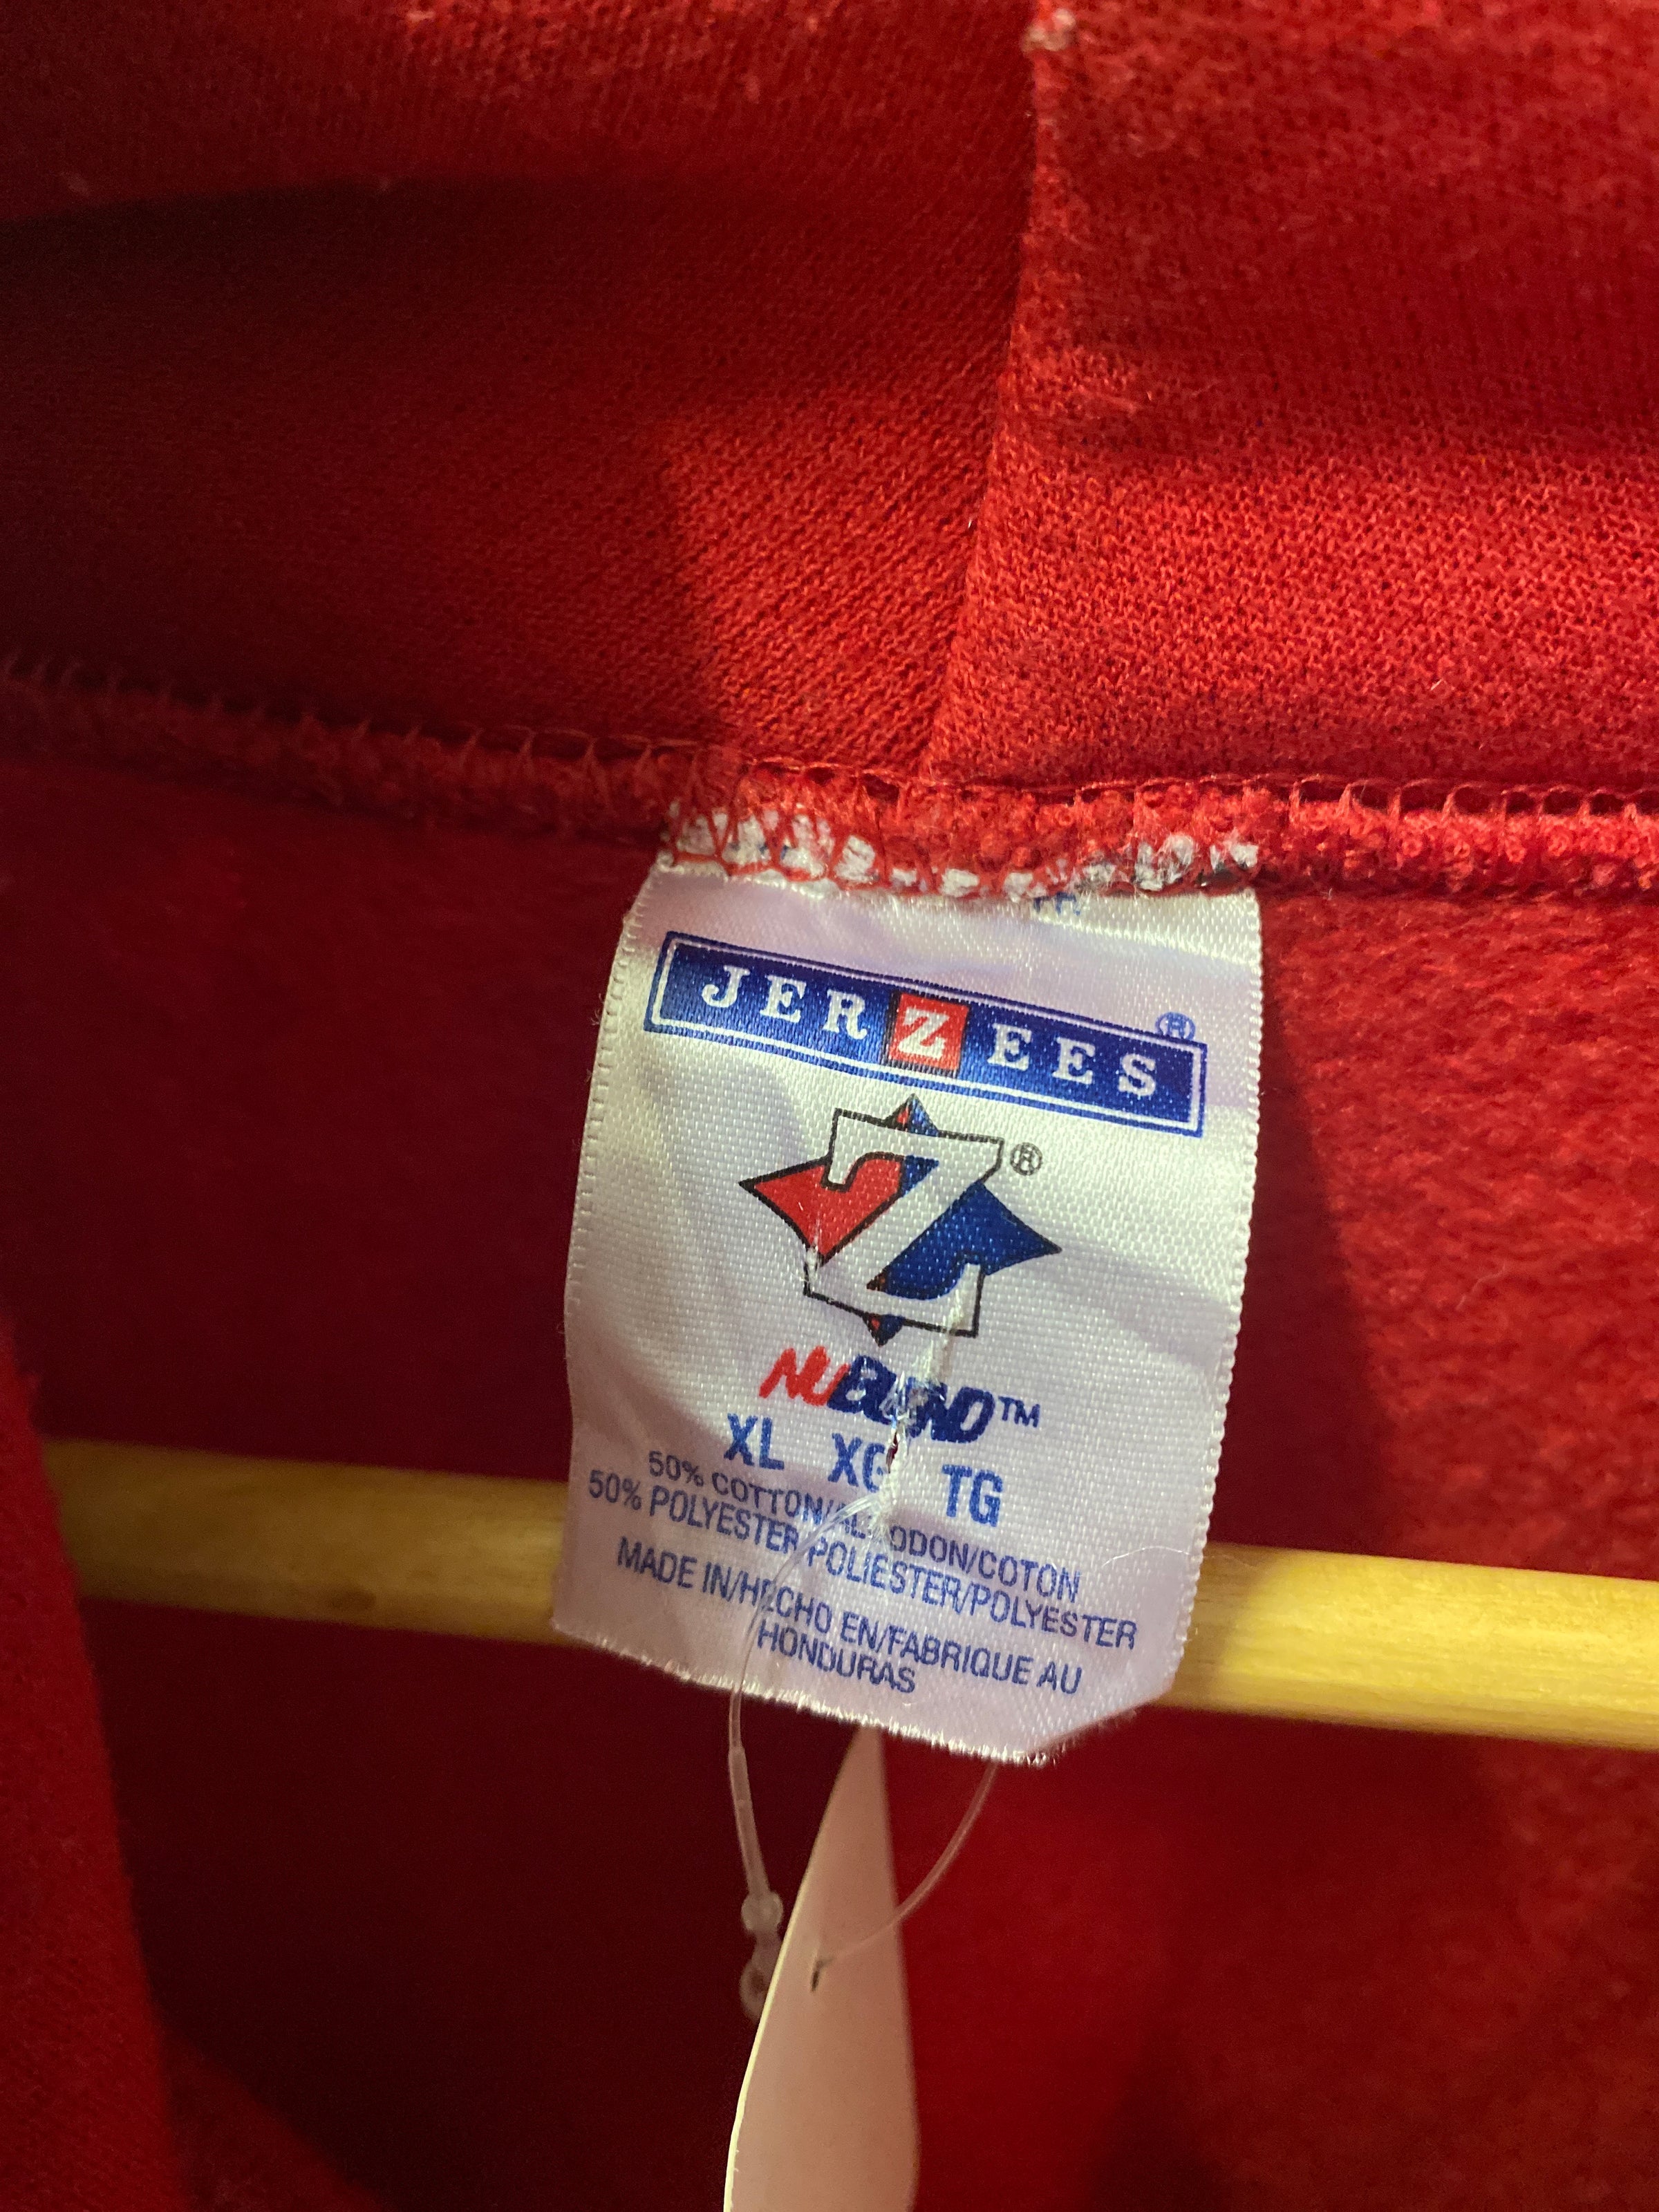 JERZEES®
Z®
NUBLEND™
XL XG TG
50% COTTON/ALGODON/COTON
50% POLYESTER/POLIESTER/POLYESTER
MADE IN/HECHO EN/FABRIQUE AU
HONDURAS